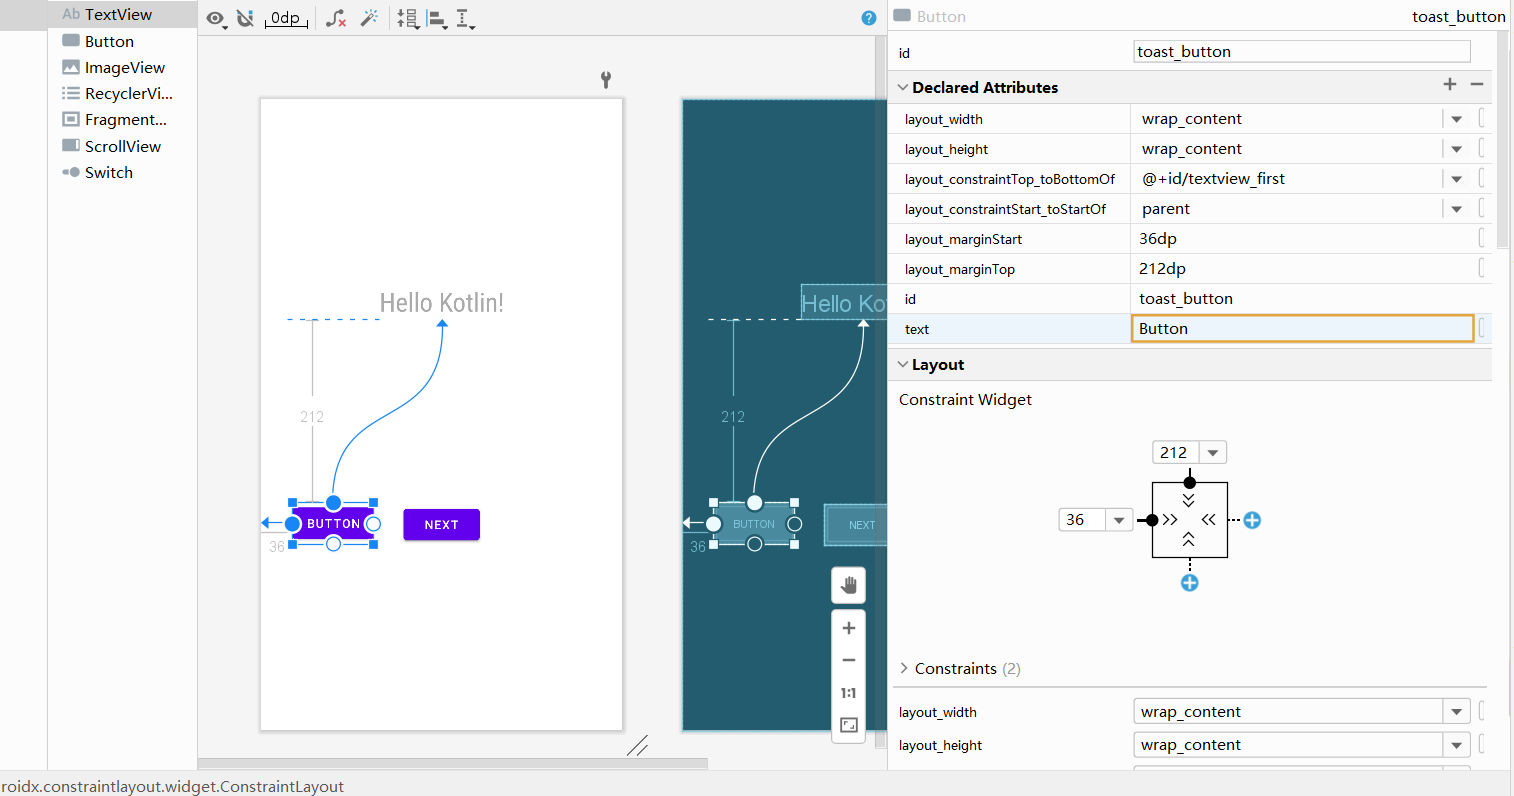 Ab TextView
Button
ImageView
RecyclerVi...
Fragment...
ScrollView
Switch
0dp
?
Hello Kotlin!
212
BUTTON
NEXT
36
Hello Ko
212
BUTTON
NEXT
36
1:1
Button
toast_button
id
toast_button
Declared Attributes
layout_width wrap_content
layout_height wrap_content
layout_constraintTop_toBottomOf @+id/textview_first
layout_constraintStart_toStartOf parent
layout_marginStart 36dp
layout_marginTop 212dp
id toast_button
text Button
Layout
Constraint Widget
212
36
Constraints (2)
layout_width wrap_content
layout_height wrap_content
roidx.constraintlayout.widget.ConstraintLayout